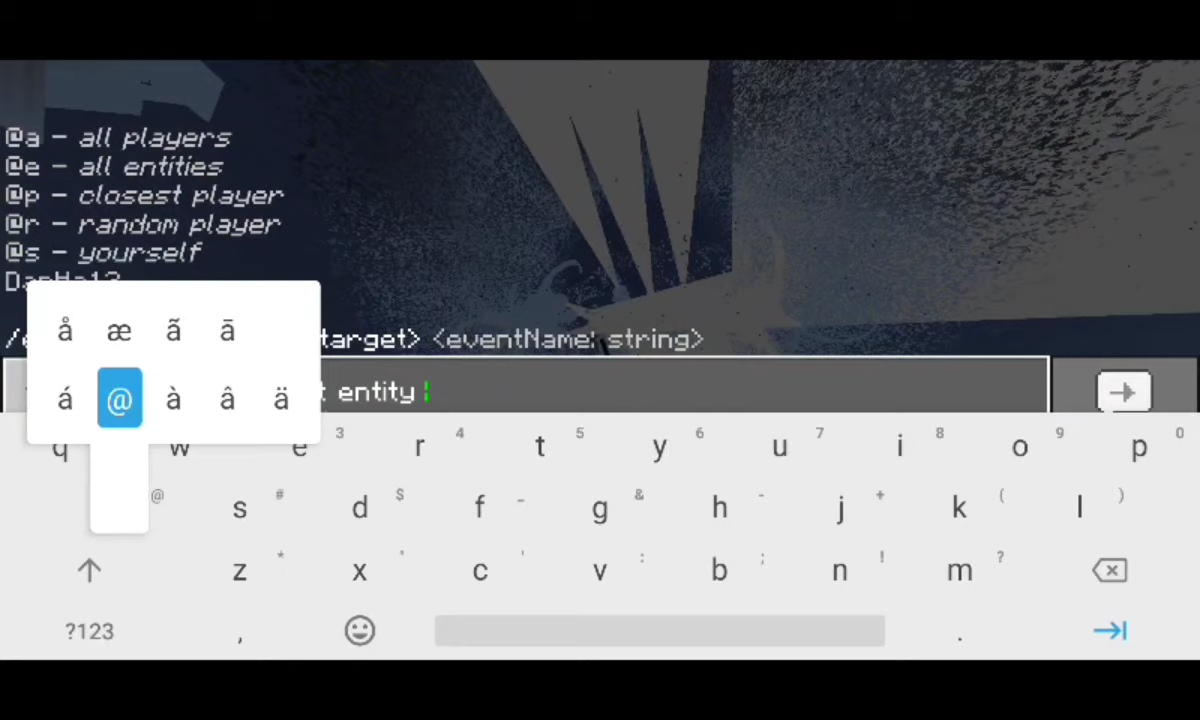 @a - all players
@e - all entities
@p - closest player
@r - random player
@s - yourself
target> <eventName: string>
entity
å æ ã ā
á @ à â ä
q w e 3 r 4 t 5 y 6 u 7 i 8 o 9 p 0
@ s # d $ f _ g & h - j + k ( l )
z * x " c ' v : b ; n ! m ?
?123 , .